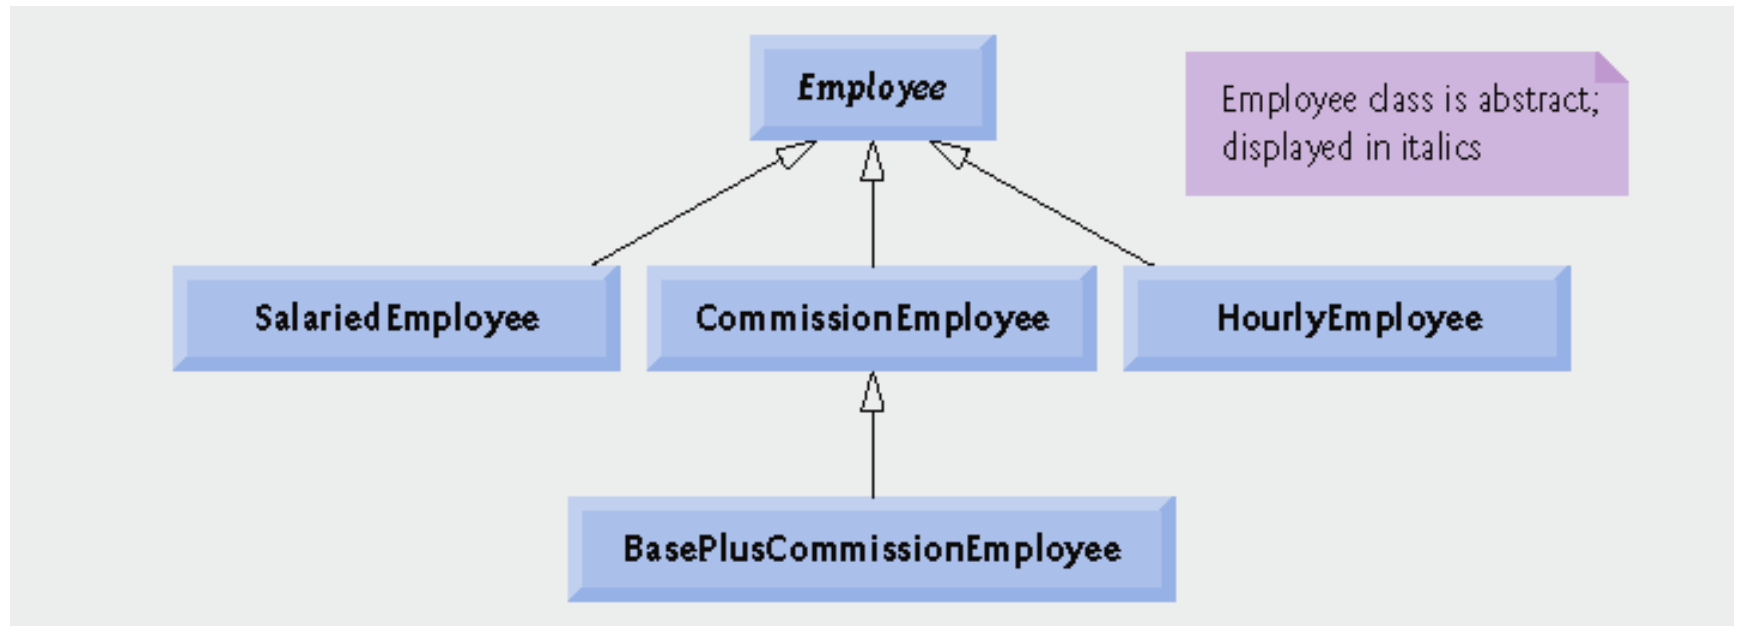 Employee
Employee class is abstract;
displayed in italics
SalariedEmployee
CommissionEmployee
HourlyEmployee
BasePlusCommissionEmployee